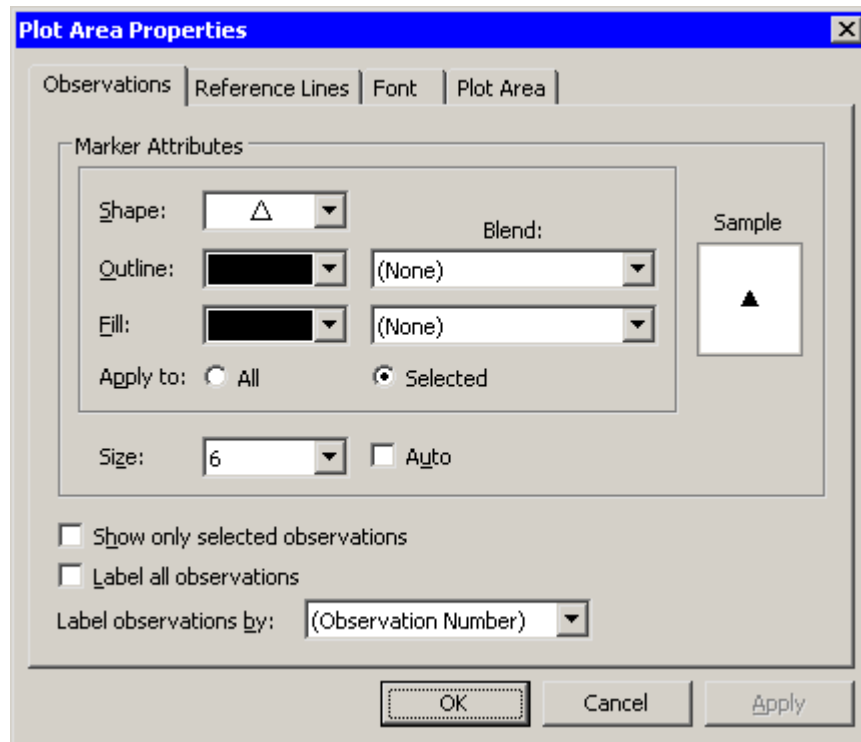 Plot Area Properties
Observations Reference Lines Font Plot Area
Marker Attributes
Shape:
Blend:
Sample
Outline: (None)
Fill: (None)
Apply to: All Selected
Size: 6 Auto
Show only selected observations
Label all observations
Label observations by: (Observation Number)
OK Cancel Apply